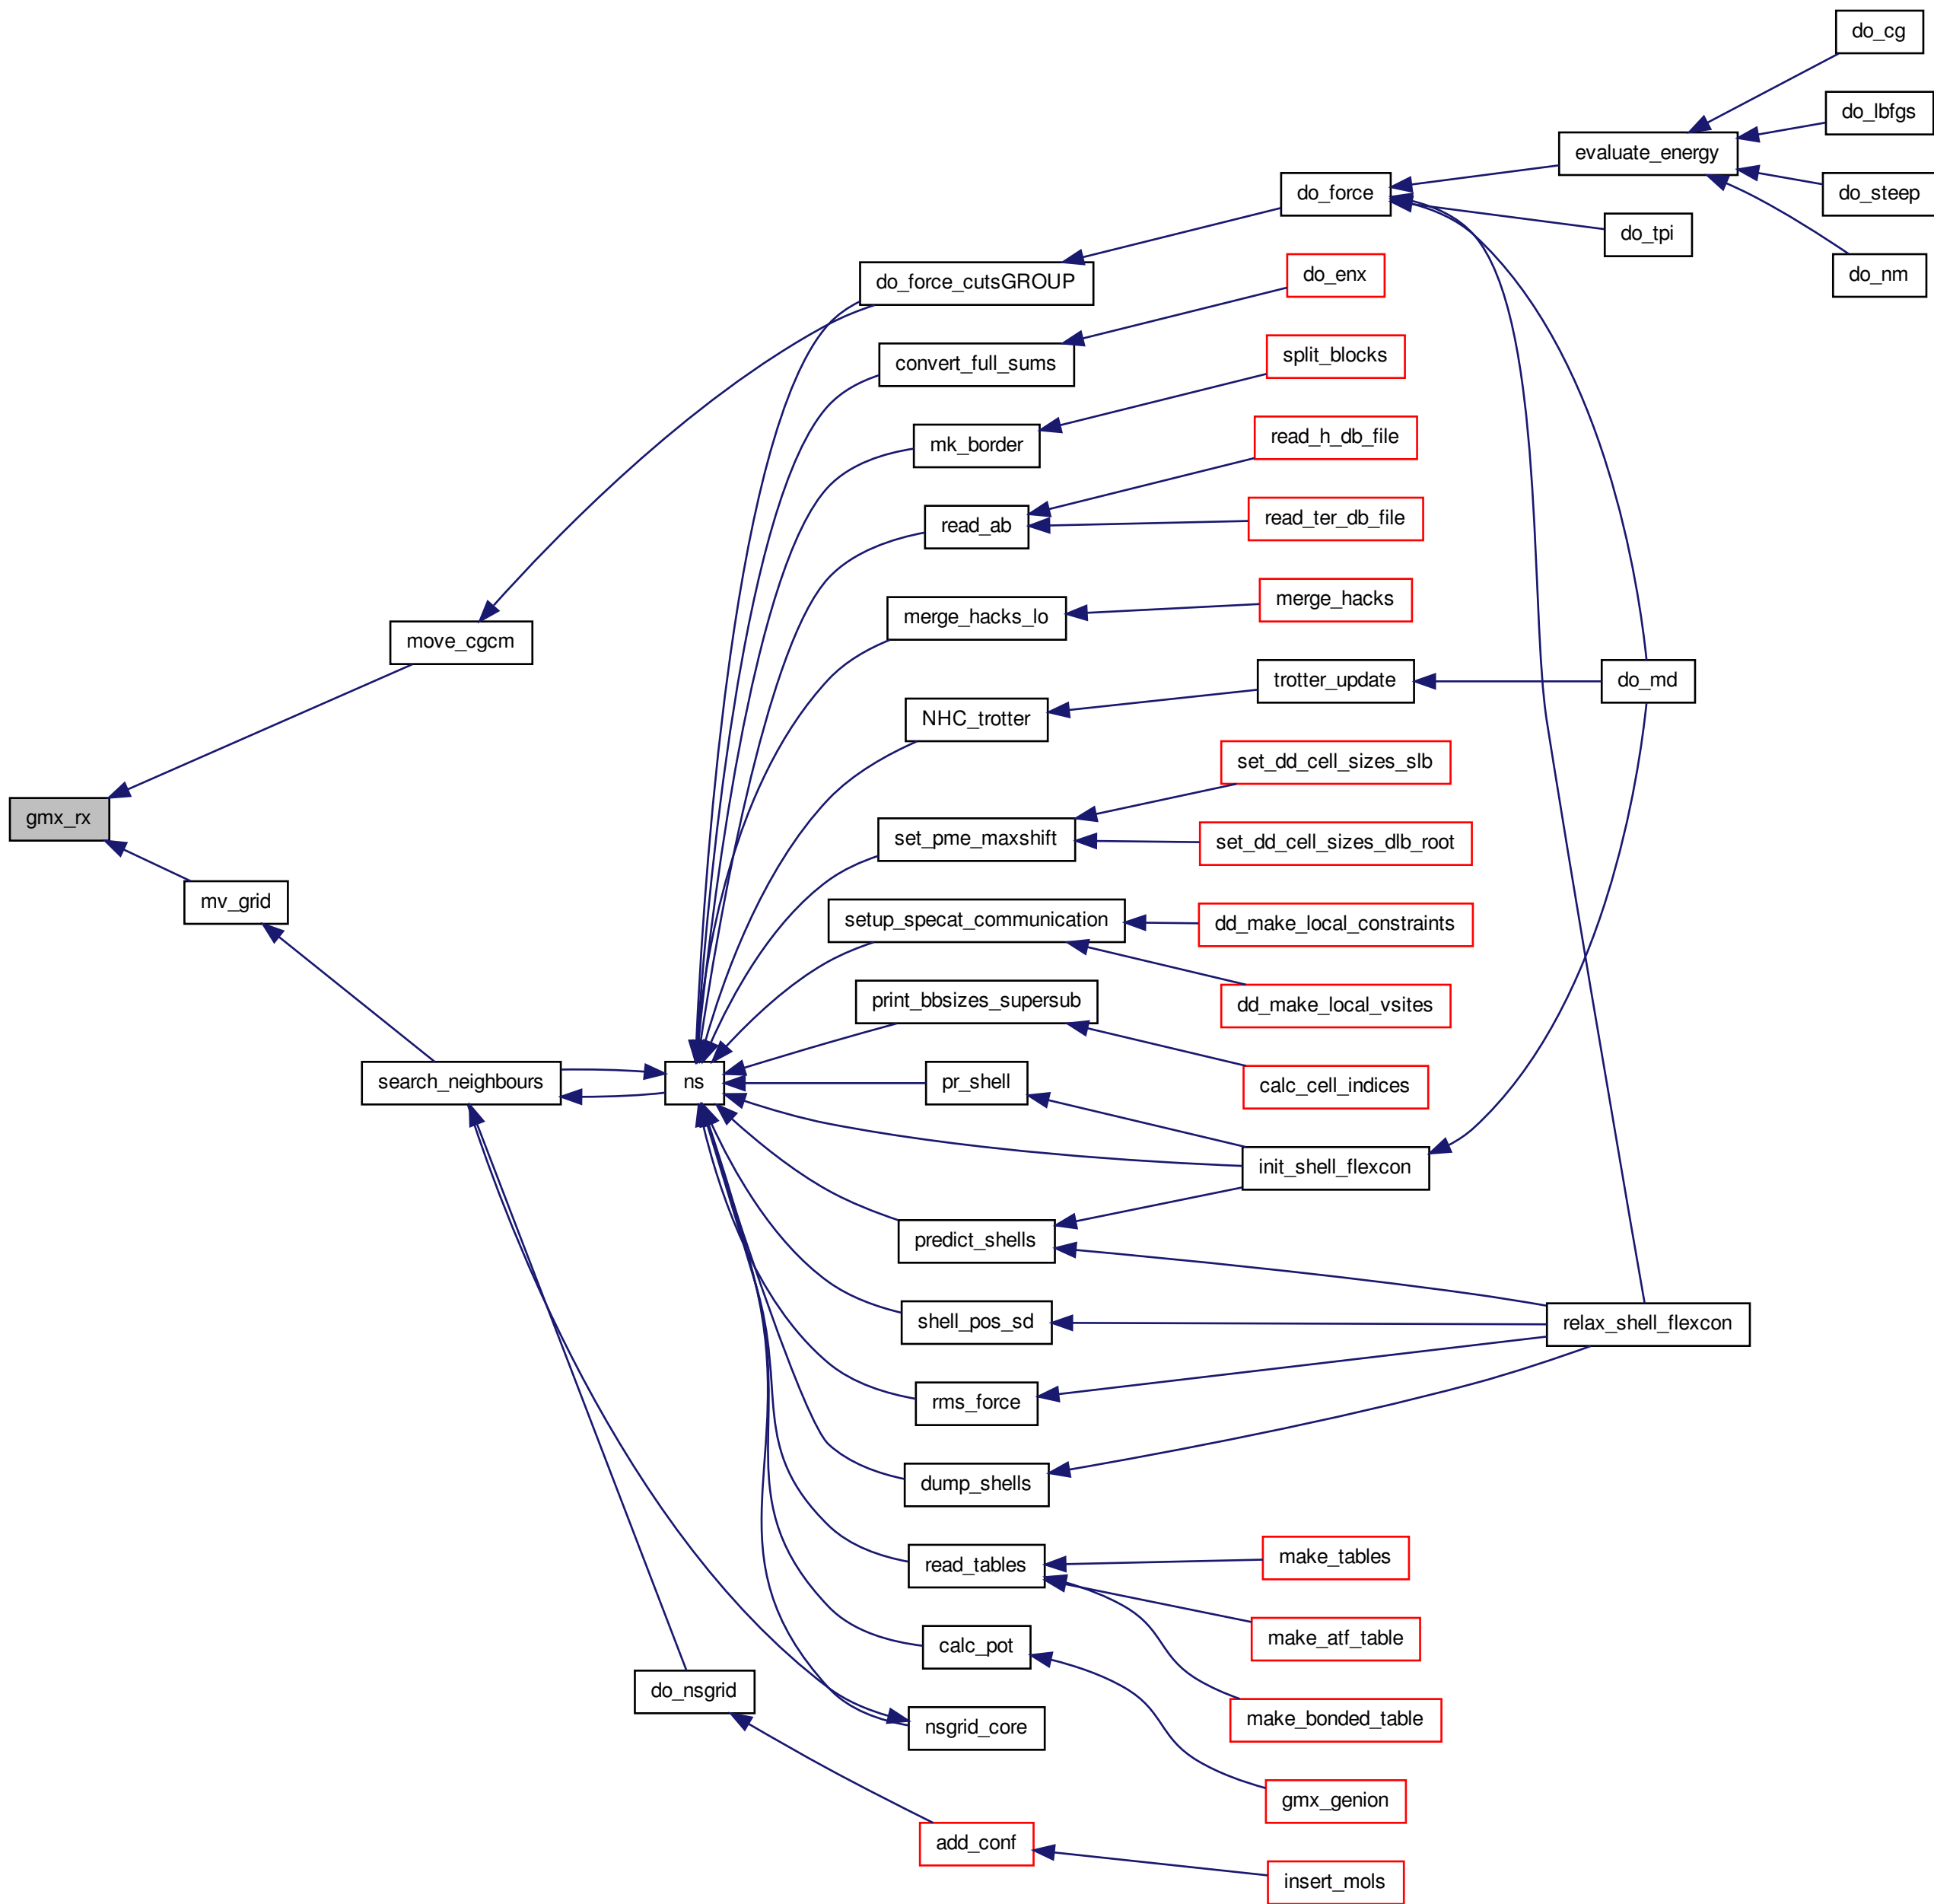 do_cg
do_lbfgs
evaluate_energy
do_steep
do_force
do_tpi
do_nm
do_force_cutsGROUP
do_enx
convert_full_sums
split_blocks
mk_border
read_h_db_file
read_ab
read_ter_db_file
merge_hacks_lo
merge_hacks
move_cgcm
trotter_update
do_md
NHC_trotter
set_dd_cell_sizes_slb
gmx_rx
set_pme_maxshift
set_dd_cell_sizes_dlb_root
mv_grid
setup_specat_communication
dd_make_local_constraints
print_bbsizes_supersub
dd_make_local_vsites
search_neighbours
ns
pr_shell
calc_cell_indices
init_shell_flexcon
predict_shells
shell_pos_sd
relax_shell_flexcon
rms_force
dump_shells
read_tables
make_tables
calc_pot
make_atf_table
do_nsgrid
nsgrid_core
make_bonded_table
gmx_genion
add_conf
insert_mols